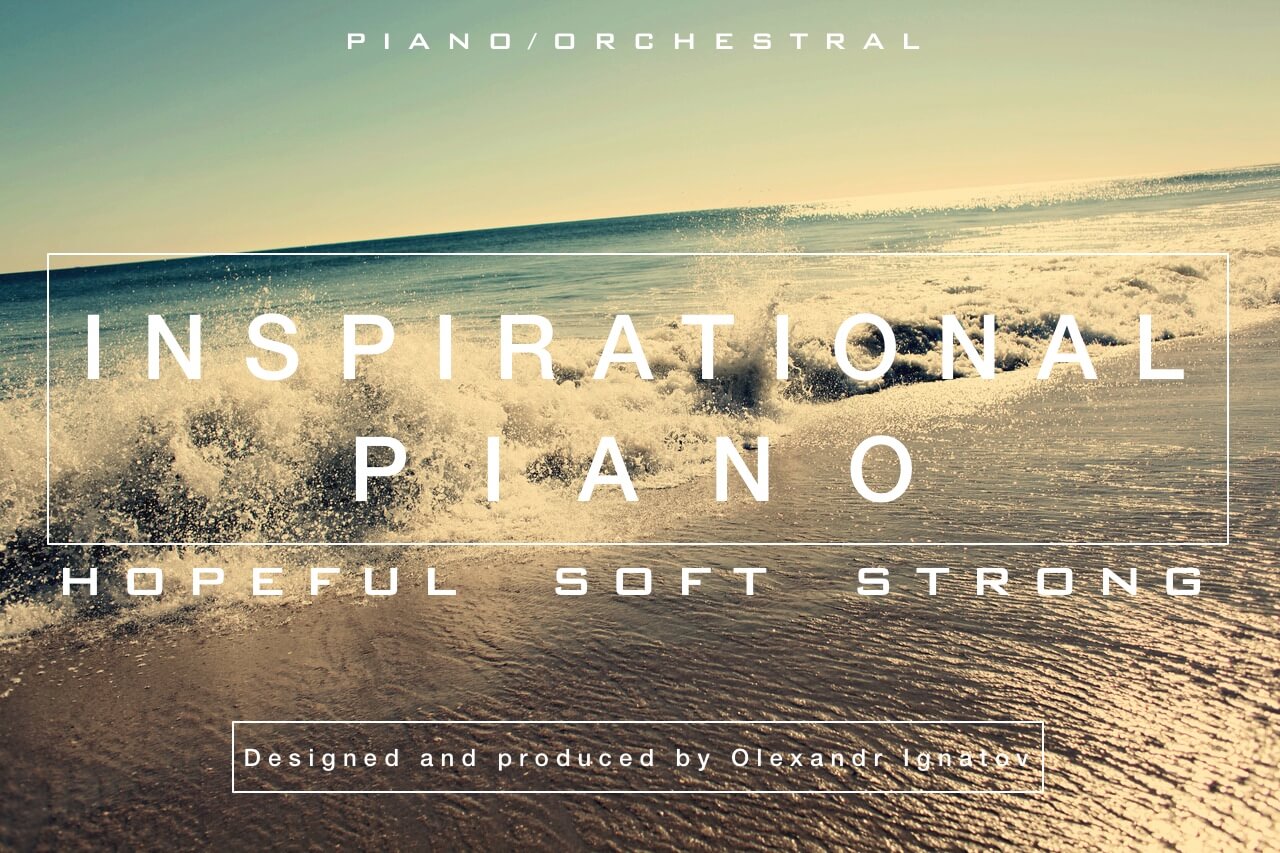 PIANO/ORCHESTRAL
INSPIRATIONAL
PIANO
HOPEFUL SOFT STRONG
Designed and produced by Olexandr Ignatov